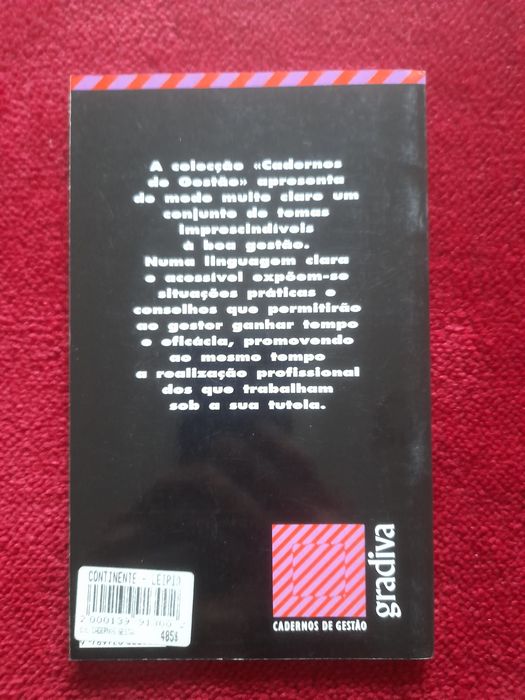 A colecção «Cadernos
de Gestão» apresenta
de modo muito claro um
conjunto de temas
imprescindíveis
à boa gestão.
Numa linguagem clara
e acessível expõem-se
situações práticas e
conselhos que permitirão
ao gestor ganhar tempo
e eficácia, promovendo
ao mesmo tempo
a realização profissional
dos que trabalham
sob a sua tutela.
gradiva
CADERNOS DE GESTÃO
CONTINENTE - LEIRIA
485$